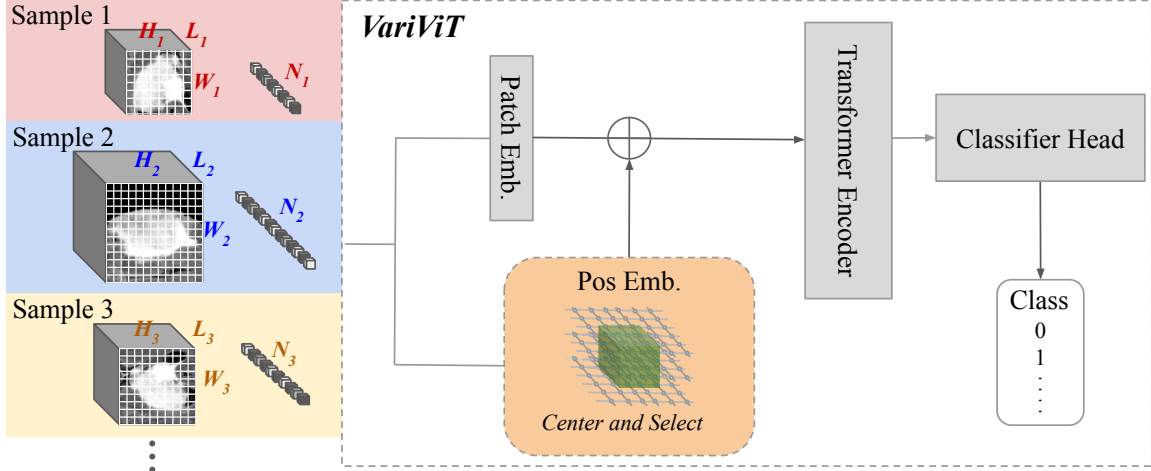 Sample 1
H1
L1
W1
N1
Sample 2
H2
L2
W2
N2
Sample 3
H3
L3
W3
N3
VariViT
Patch Emb.
Pos Emb.
Center and Select
Transformer Encoder
Classifier Head
Class
0
1